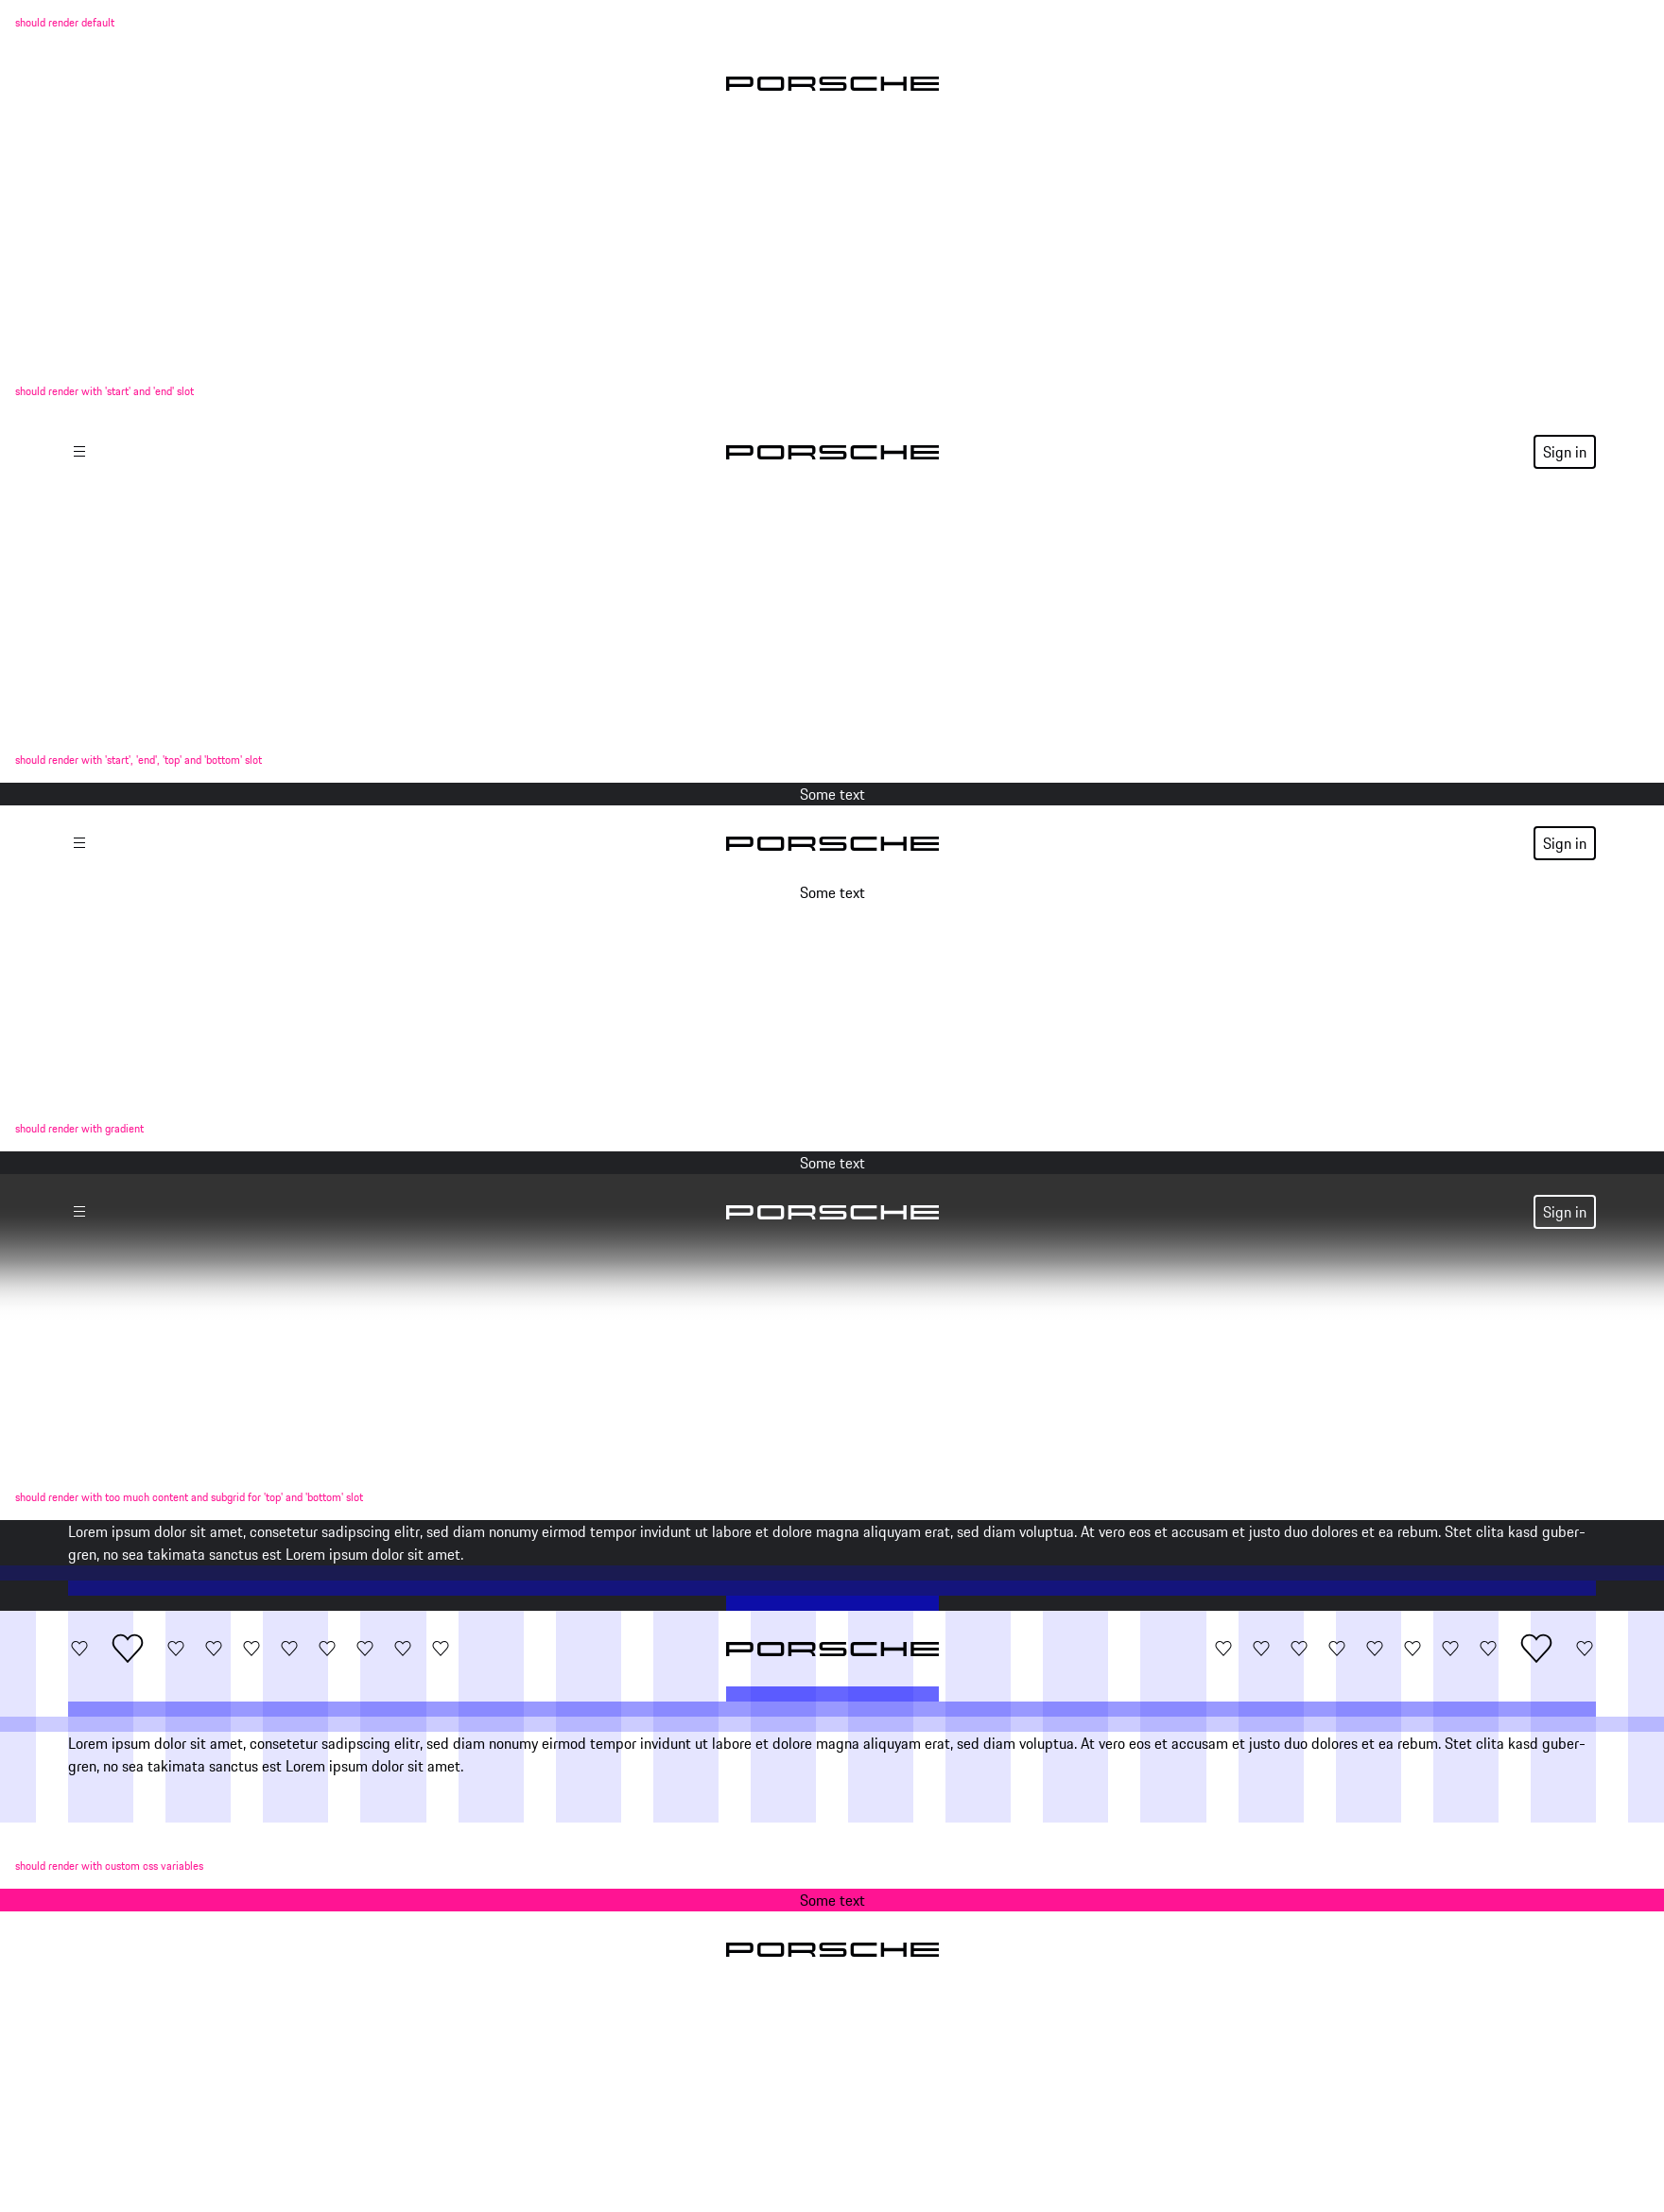 should render default
PORSCHE
should render with 'start' and 'end' slot
PORSCHE
Sign in
should render with 'start', 'end', 'top' and 'bottom' slot
Some text
PORSCHE
Sign in
Some text
should render with gradient
Some text
PORSCHE
Sign in
should render with too much content and subgrid for 'top' and 'bottom' slot
Lorem ipsum dolor sit amet, consetetur sadipscing elitr, sed diam nonumy eirmod tempor invidunt ut labore et dolore magna aliquyam erat, sed diam voluptua. At vero eos et accusam et justo duo dolores et ea rebum. Stet clita kasd guber-
gren, no sea takimata sanctus est Lorem ipsum dolor sit amet.
PORSCHE
Lorem ipsum dolor sit amet, consetetur sadipscing elitr, sed diam nonumy eirmod tempor invidunt ut labore et dolore magna aliquyam erat, sed diam voluptua. At vero eos et accusam et justo duo dolores et ea rebum. Stet clita kasd guber-
gren, no sea takimata sanctus est Lorem ipsum dolor sit amet.
should render with custom css variables
Some text
PORSCHE